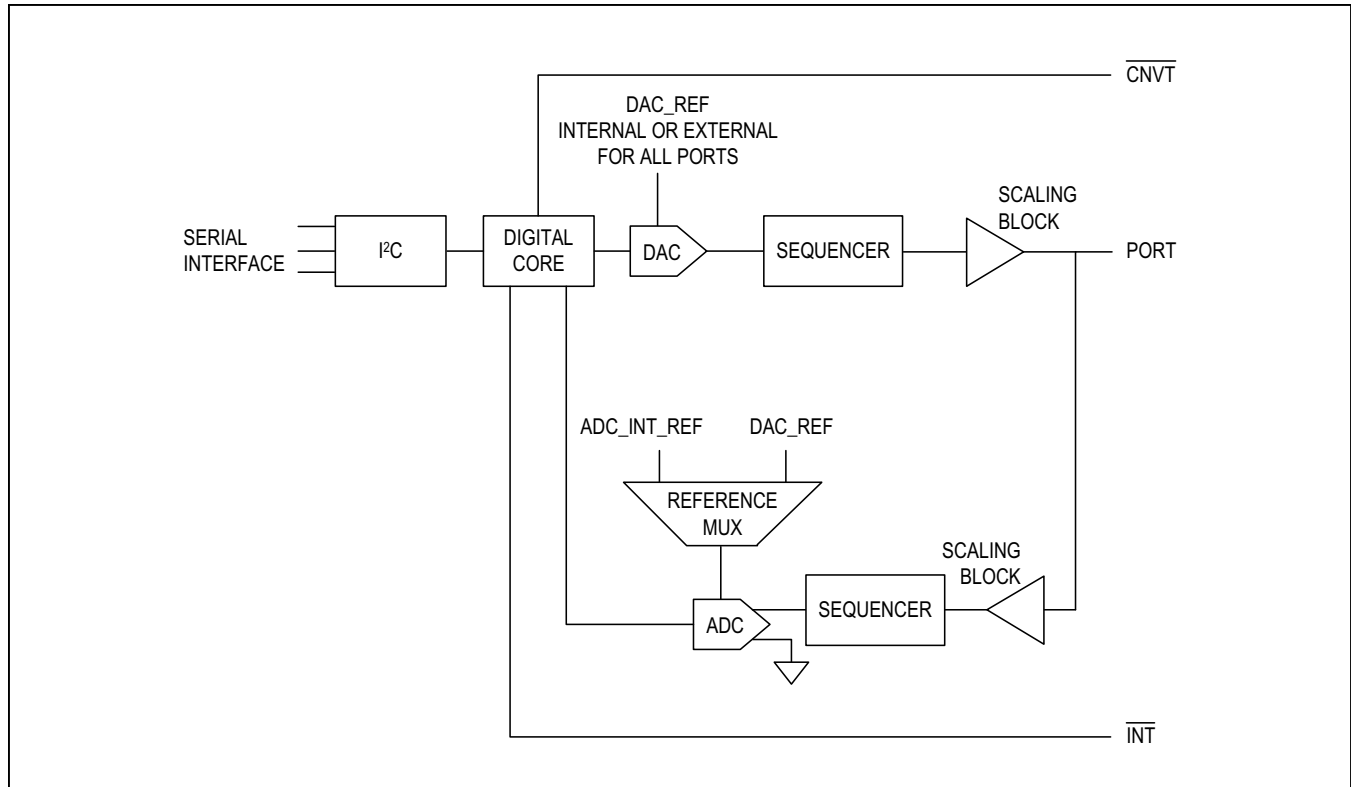 CNVT
DAC_REF
INTERNAL OR EXTERNAL
FOR ALL PORTS
SCALING
BLOCK
SERIAL
INTERFACE
I²C
DIGITAL
CORE
DAC
SEQUENCER
PORT
ADC_INT_REF
DAC_REF
REFERENCE
MUX
SCALING
BLOCK
ADC
SEQUENCER
INT